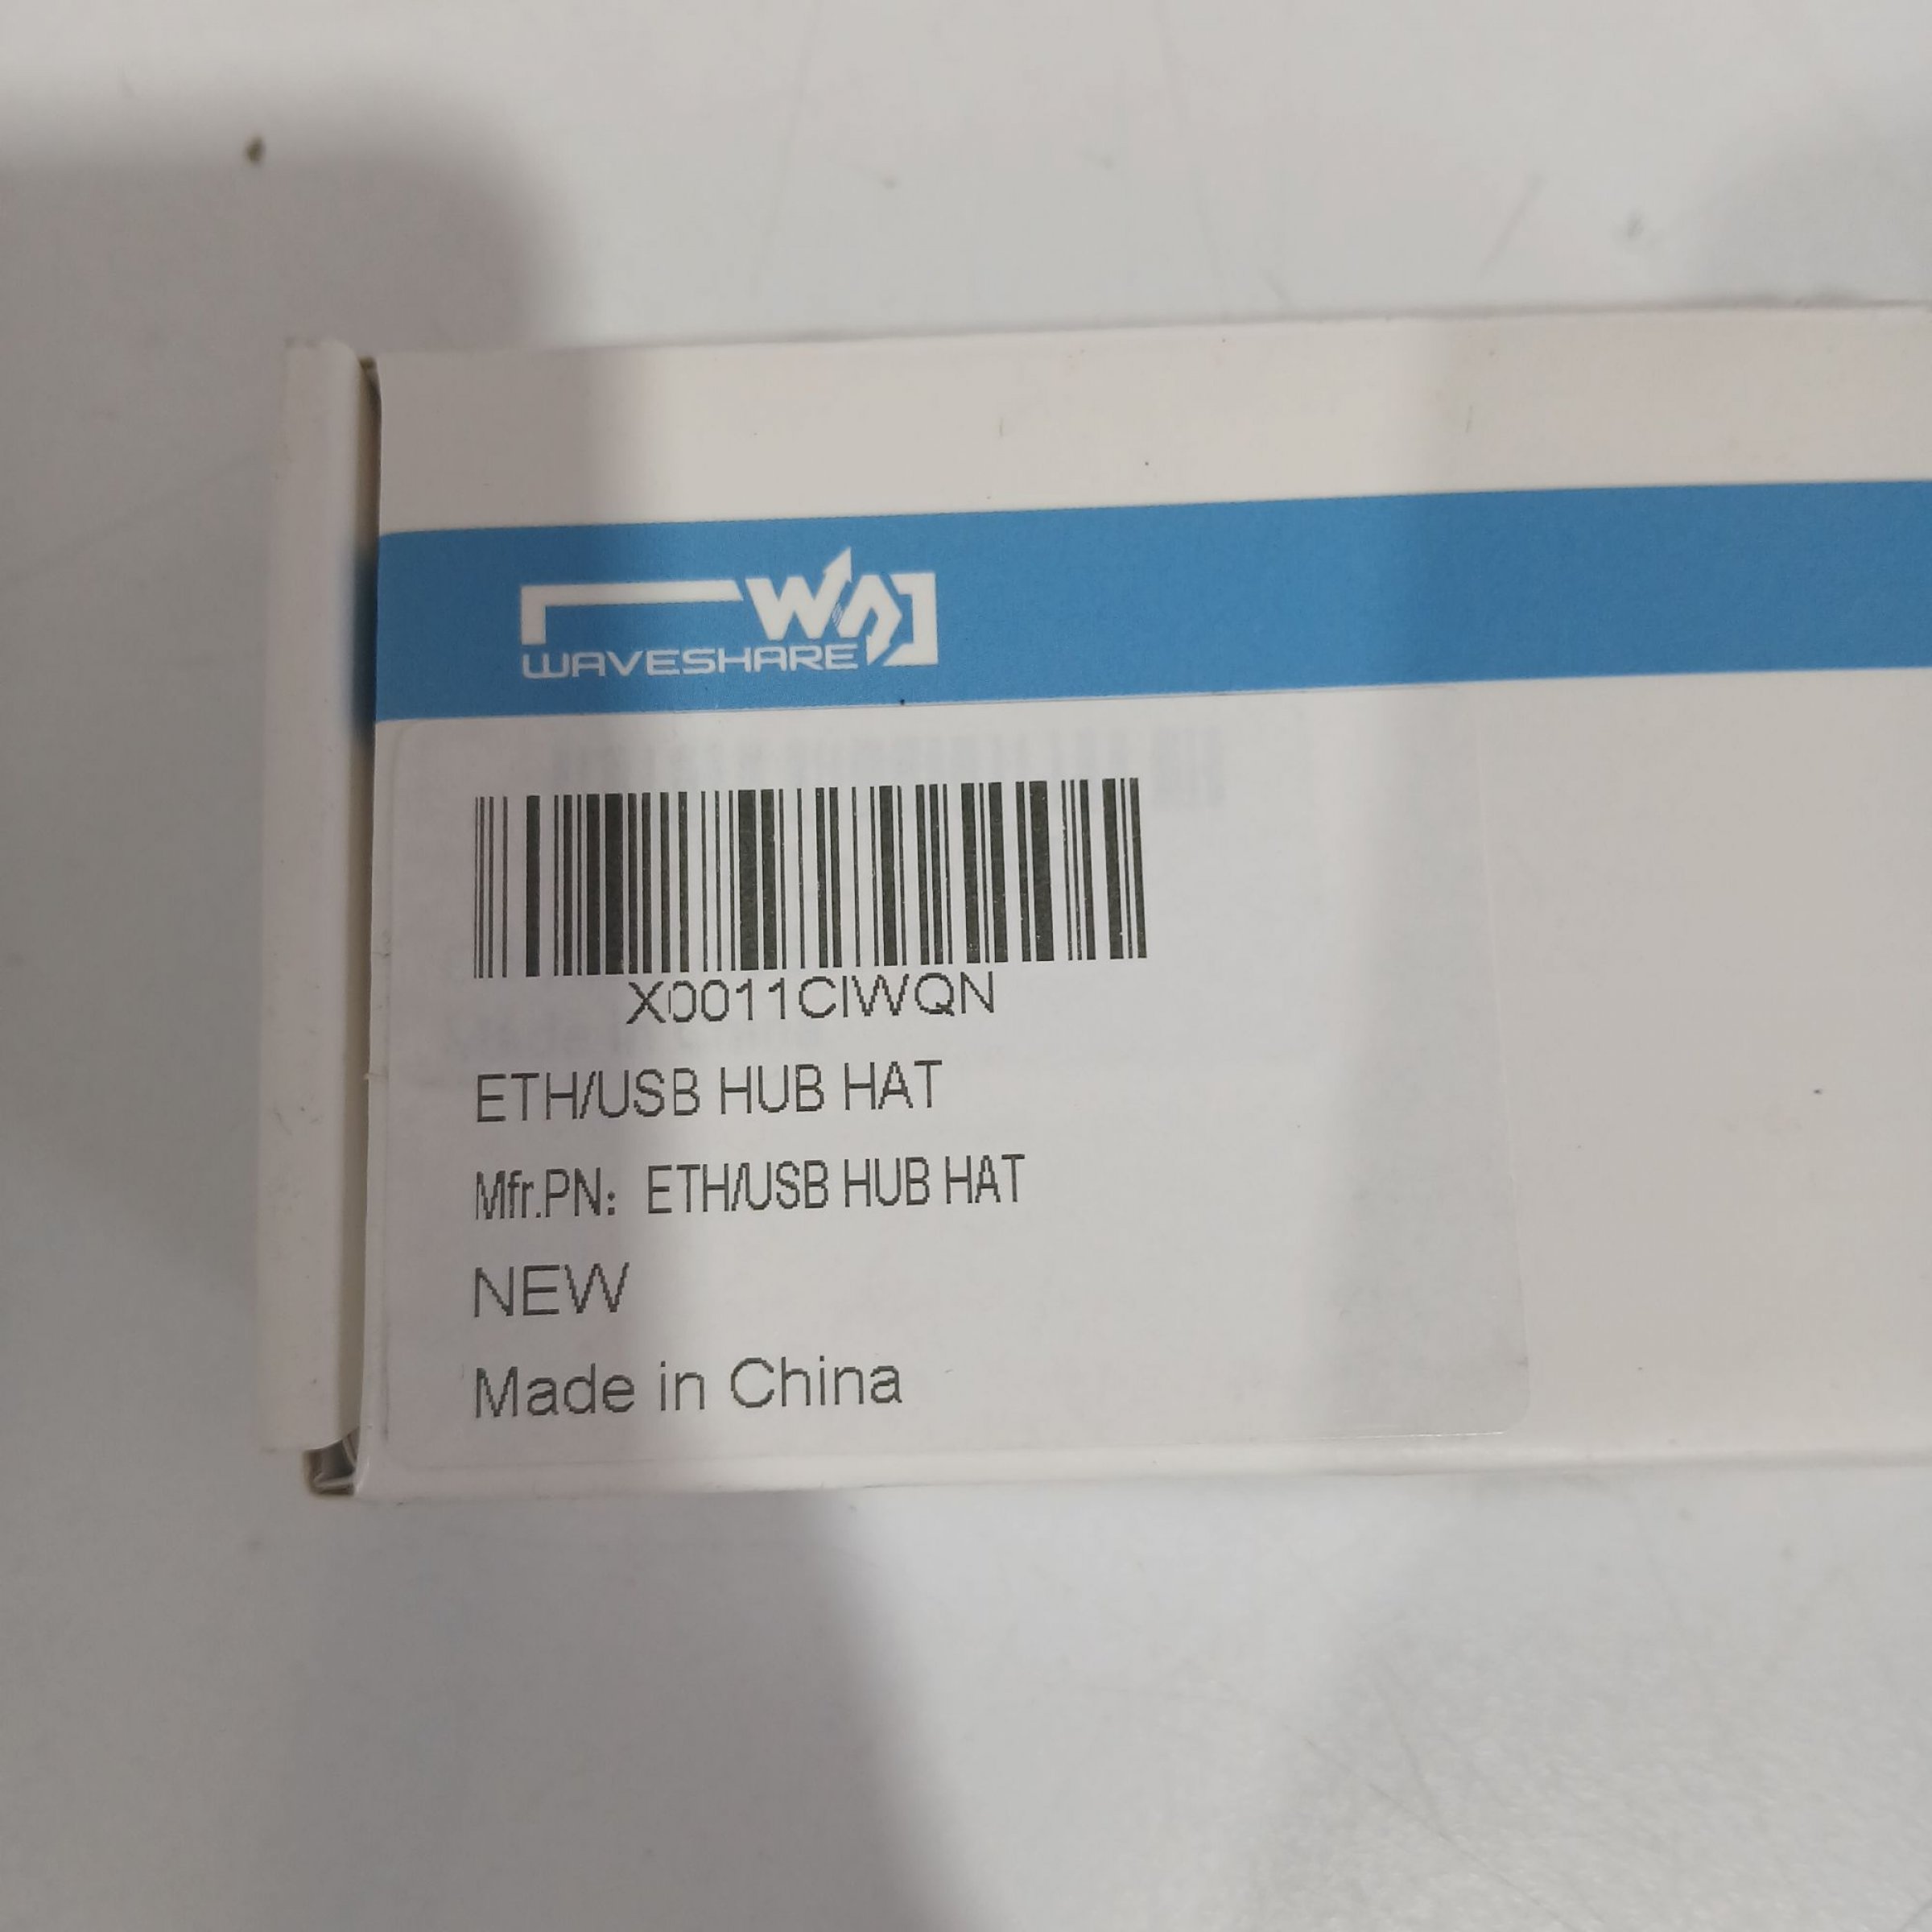 WAVESHARE
X0011CIWQN
ETH/USB HUB HAT
Mfr.PN: ETH/USB HUB HAT
NEW
Made in China